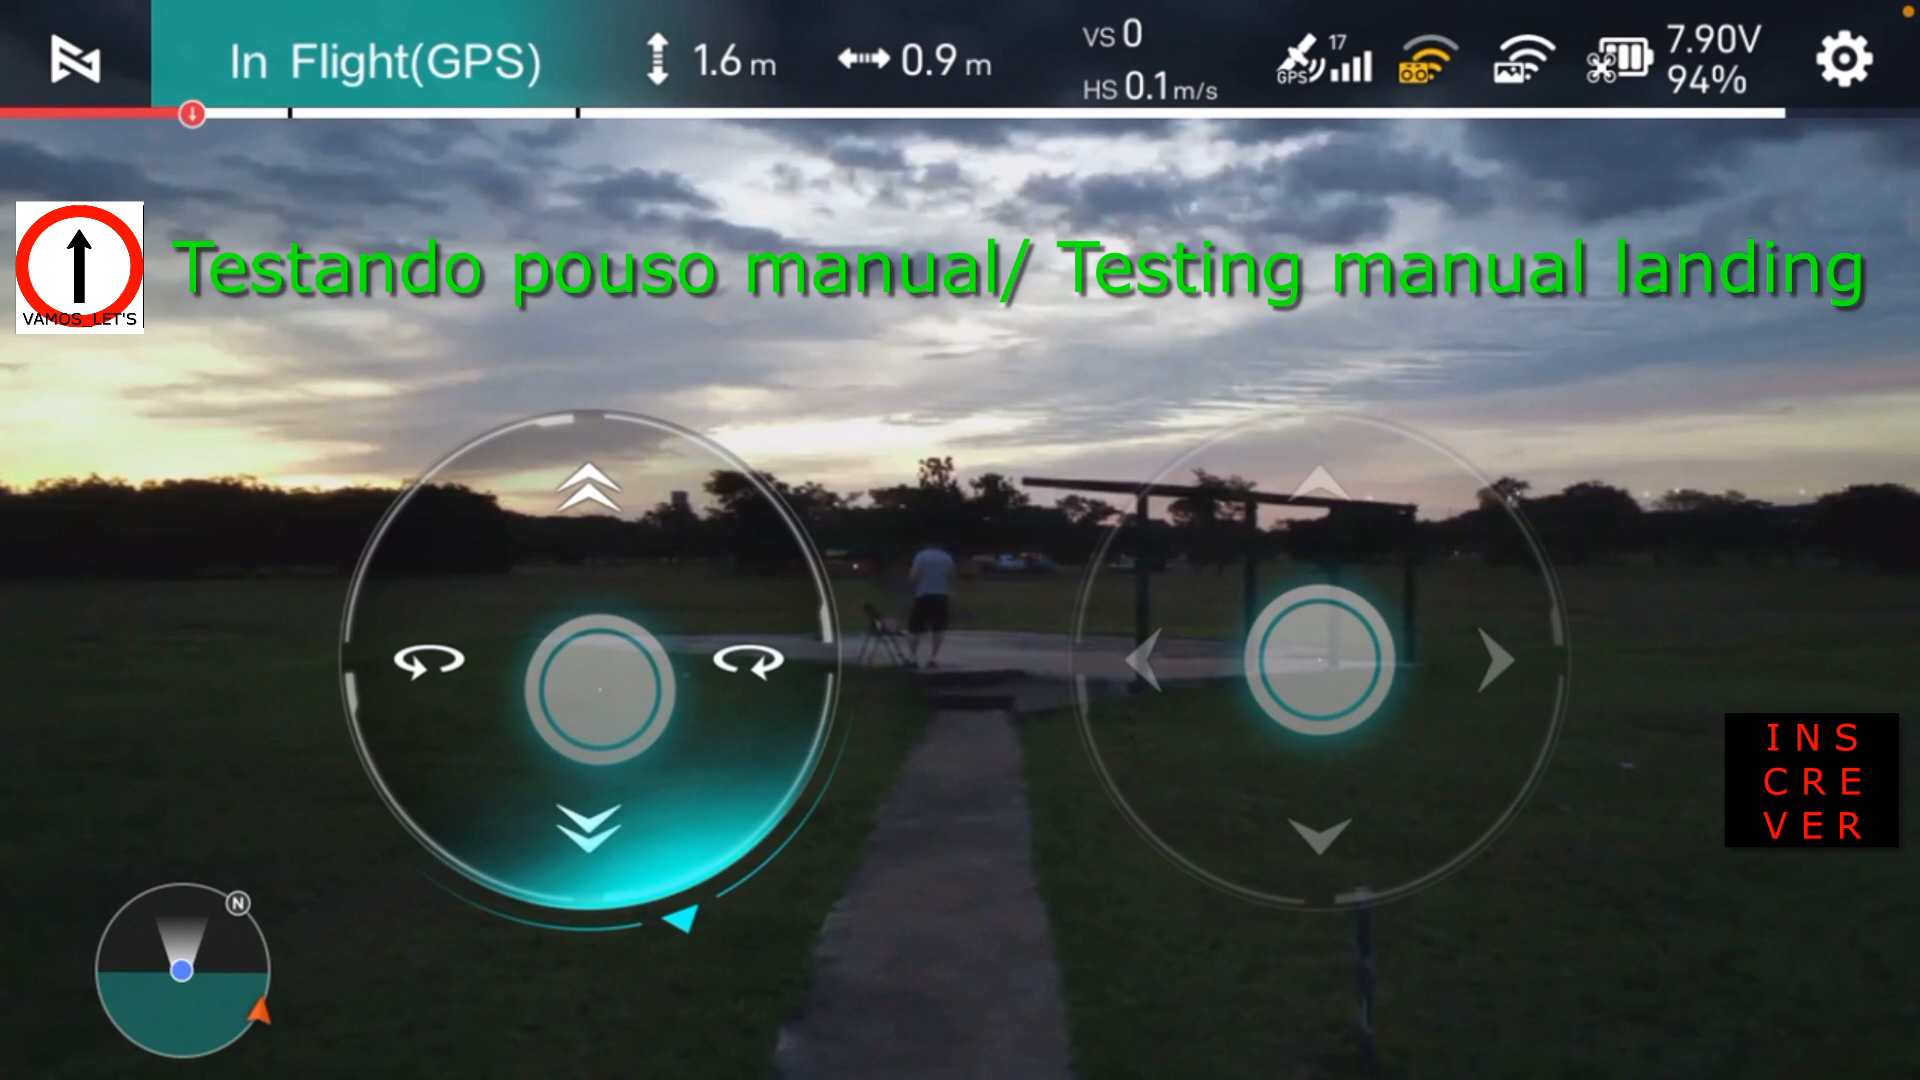 In Flight(GPS)
1.6 m
0.9 m
VS 0
HS 0.1m/s
GPS
17
7.90V
94%
Testando pouso manual/ Testing manual landing
VAMOS_LET'S
INS
CRE
VER
N